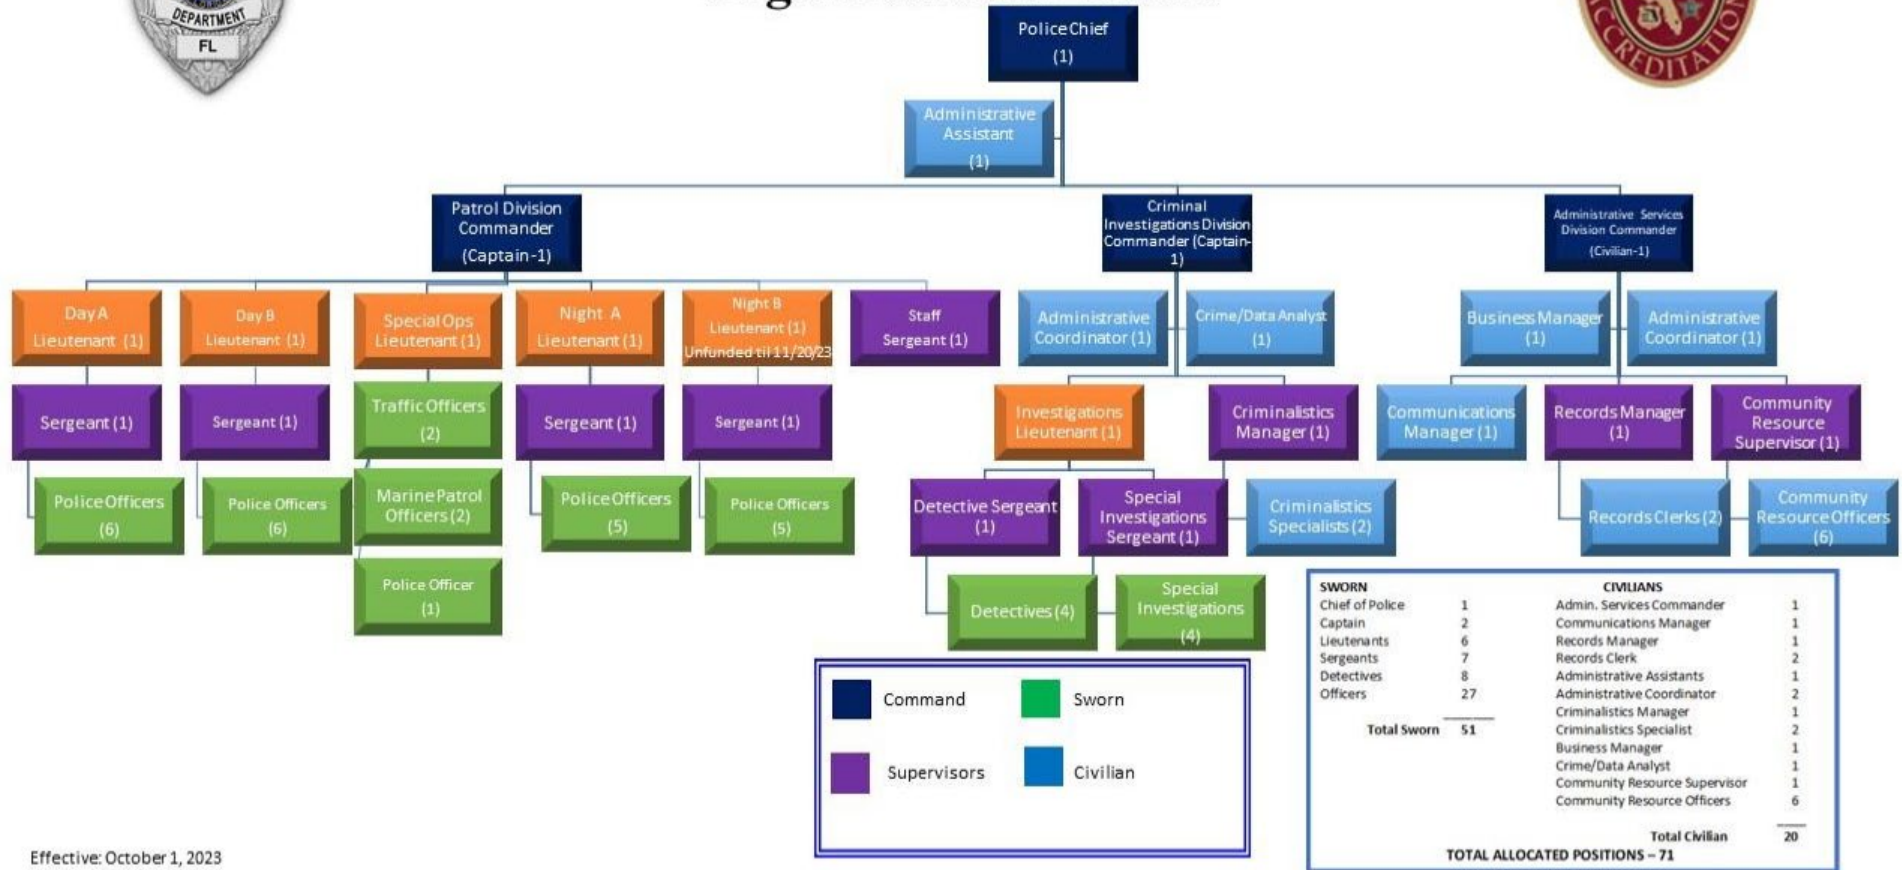 DEPARTMENT
FL
ACCREDITATION
Police Chief
(1)
Administrative
Assistant
(1)
Patrol Division
Commander
(Captain-1)
Criminal
Investigations Division
Commander (Captain-
1)
Administrative Services
Division Commander
(Civilian-1)
Day A
Lieutenant (1)
Day B
Lieutenant (1)
Special Ops
Lieutenant (1)
Night A
Lieutenant (1)
Night B
Lieutenant (1)
Unfunded til 11/20/23
Staff
Sergeant (1)
Administrative
Coordinator (1)
Crime/Data Analyst
(1)
Business Manager
(1)
Administrative
Coordinator (1)
Sergeant (1)
Sergeant (1)
Traffic Officers
(2)
Sergeant (1)
Sergeant (1)
Investigations
Lieutenant (1)
Criminalistics
Manager (1)
Communications
Manager (1)
Records Manager
(1)
Community
Resource
Supervisor (1)
Police Officers
(6)
Police Officers
(6)
Marine Patrol
Officers (2)
Police Officers
(5)
Police Officers
(5)
Detective Sergeant
(1)
Special
Investigations
Sergeant (1)
Criminalistics
Specialists (2)
Records Clerks (2)
Community
Resource Officers
(6)
Police Officer
(1)
Detectives (4)
Special
Investigations
(4)
Command
Sworn
Supervisors
Civilian
SWORN
Chief of Police 1
Captain 2
Lieutenants 6
Sergeants 7
Detectives 8
Officers 27
Total Sworn 51
CIVILIANS
Admin. Services Commander 1
Communications Manager 1
Records Manager 1
Records Clerk 2
Administrative Assistants 1
Administrative Coordinator 2
Criminalistics Manager 1
Criminalistics Specialist 2
Business Manager 1
Crime/Data Analyst 1
Community Resource Supervisor 1
Community Resource Officers 6
Total Civilian 20
TOTAL ALLOCATED POSITIONS – 71
Effective: October 1, 2023